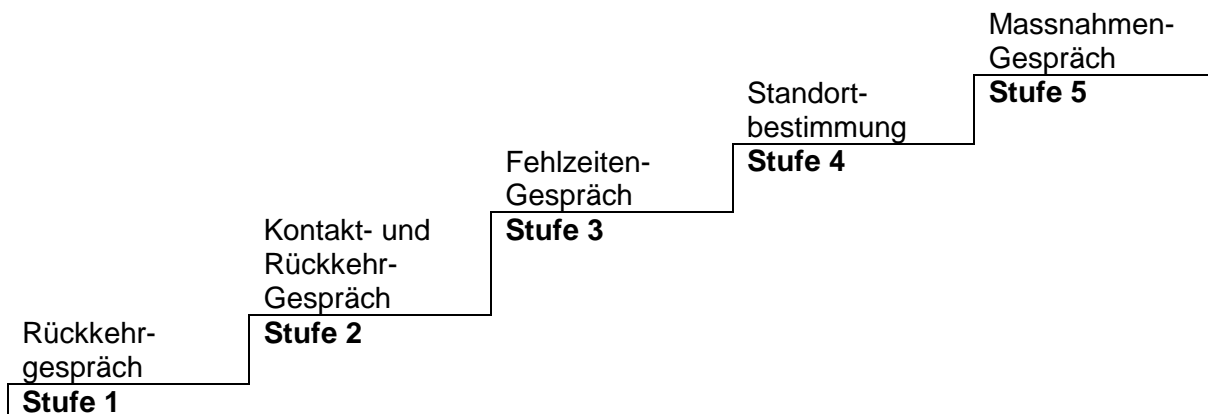 Rückkehr-
gespräch
Stufe 1
Kontakt- und
Rückkehr-
Gespräch
Stufe 2
Fehlzeiten-
Gespräch
Stufe 3
Standort-
bestimmung
Stufe 4
Massnahmen-
Gespräch
Stufe 5